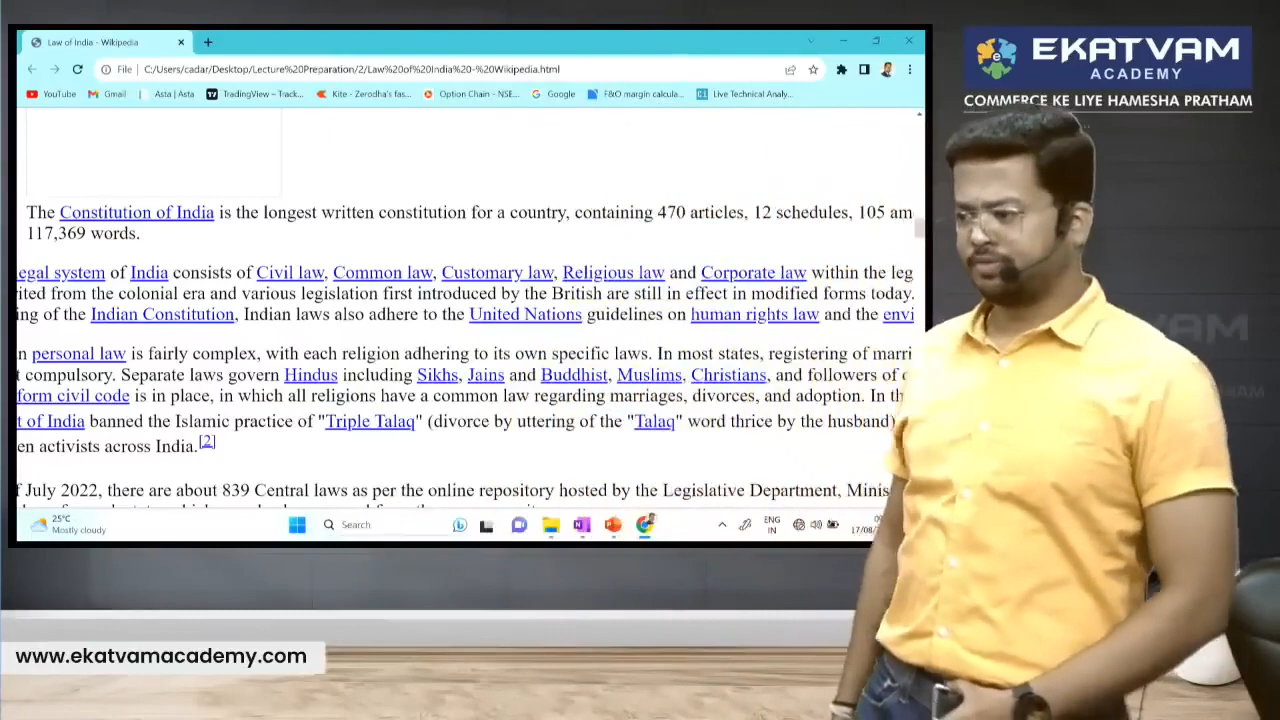 Law of India - Wikipedia
File
C:/Users/cadar/Desktop/Lecture%20Preparation/2/Law%20of%20India%20-%20Wikipedia.html
YouTube
Gmail
Asta | Asta
TradingView – Track...
Kite - Zerodha's fas...
Option Chain - NSE...
Google
F&O margin calcula...
Live Technical Analy...
The Constitution of India is the longest written constitution for a country, containing 470 articles, 12 schedules, 105 am
117,369 words.
egal system of India consists of Civil law, Common law, Customary law, Religious law and Corporate law within the leg
ited from the colonial era and various legislation first introduced by the British are still in effect in modified forms today.
ing of the Indian Constitution, Indian laws also adhere to the United Nations guidelines on human rights law and the envi
n personal law is fairly complex, with each religion adhering to its own specific laws. In most states, registering of marri
t compulsory. Separate laws govern Hindus including Sikhs, Jains and Buddhist, Muslims, Christians, and followers of
form civil code is in place, in which all religions have a common law regarding marriages, divorces, and adoption. In th
t of India banned the Islamic practice of "Triple Talaq" (divorce by uttering of the "Talaq" word thrice by the husband)
en activists across India.[2]
f July 2022, there are about 839 Central laws as per the online repository hosted by the Legislative Department, Minis
25°C
Mostly cloudy
Search
ENG
IN
17/08/
EKATVAM
ACADEMY
COMMERCE KE LIYE HAMESHA PRATHAM
www.ekatvamacademy.com